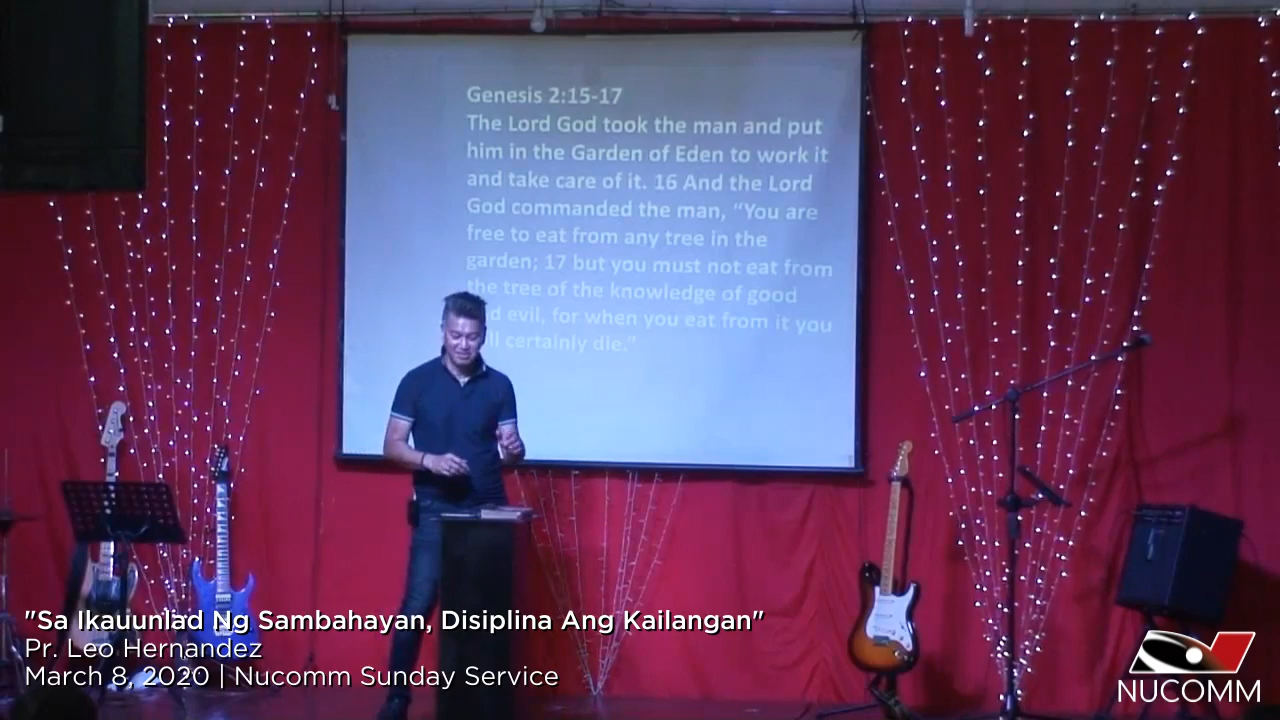 Genesis 2:15-17
The Lord God took the man and put
him in the Garden of Eden to work it
and take care of it. 16 And the Lord
God commanded the man, “You are
free to eat from any tree in the
garden; 17 but you must not eat from
the tree of the knowledge of good
evil, for when you eat from it you
certainly die.”
"Sa Ikauunlad Ng Sambahayan, Disiplina Ang Kailangan"
Pr. Leo Hernandez
March 8, 2020 | Nucomm Sunday Service
NUCOMM